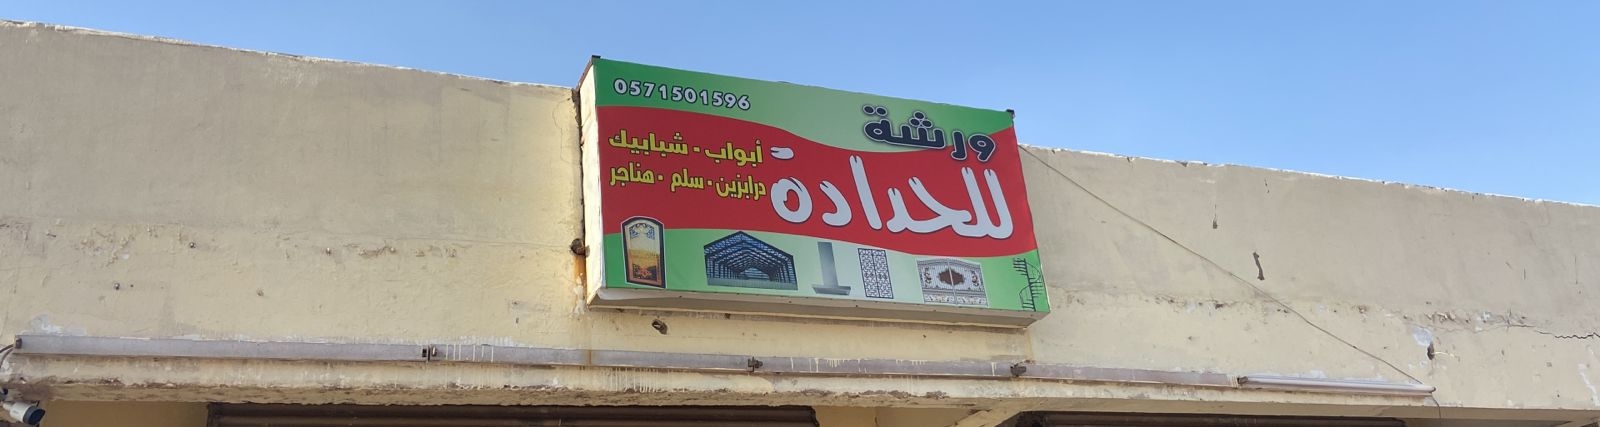 0571501596
ورشة
للحدادة
أبواب - شبابيك
درابزين - سلم - هناجر